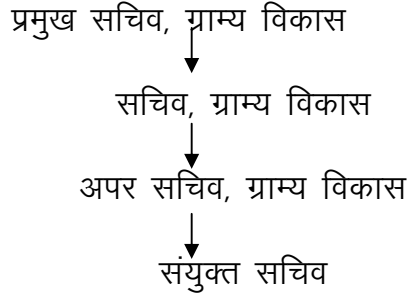 प्रमुख सचिव, ग्राम्य विकास
सचिव, ग्राम्य विकास
अपर सचिव, ग्राम्य विकास
संयुक्त सचिव